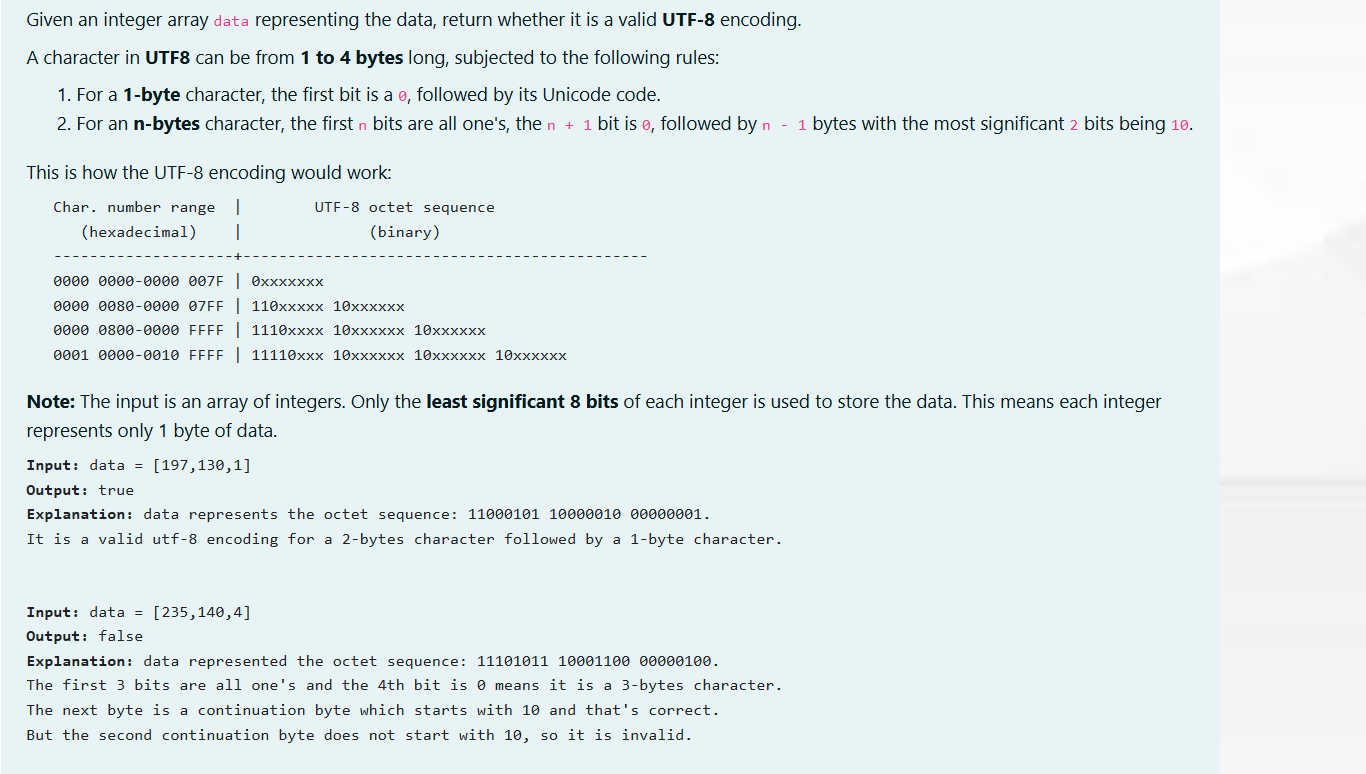 Given an integer array data representing the data, return whether it is a valid UTF-8 encoding.
A character in UTF8 can be from 1 to 4 bytes long, subjected to the following rules:
1. For a 1-byte character, the first bit is a 0, followed by its Unicode code.
2. For an n-bytes character, the first n bits are all one's, the n + 1 bit is 0, followed by n - 1 bytes with the most significant 2 bits being 10.
This is how the UTF-8 encoding would work:
   Char. number range  |        UTF-8 octet sequence
      (hexadecimal)    |              (binary)
   --------------------+---------------------------------------------
   0000 0000-0000 007F | 0xxxxxxx
   0000 0080-0000 07FF | 110xxxxx 10xxxxxx
   0000 0800-0000 FFFF | 1110xxxx 10xxxxxx 10xxxxxx
   0001 0000-0010 FFFF | 11110xxx 10xxxxxx 10xxxxxx 10xxxxxx
Note: The input is an array of integers. Only the least significant 8 bits of each integer is used to store the data. This means each integer
represents only 1 byte of data.
Input: data = [197,130,1]
Output: true
Explanation: data represents the octet sequence: 11000101 10000010 00000001.
It is a valid utf-8 encoding for a 2-bytes character followed by a 1-byte character.
Input: data = [235,140,4]
Output: false
Explanation: data represented the octet sequence: 11101011 10001100 00000100.
The first 3 bits are all one's and the 4th bit is 0 means it is a 3-bytes character.
The next byte is a continuation byte which starts with 10 and that's correct.
But the second continuation byte does not start with 10, so it is invalid.